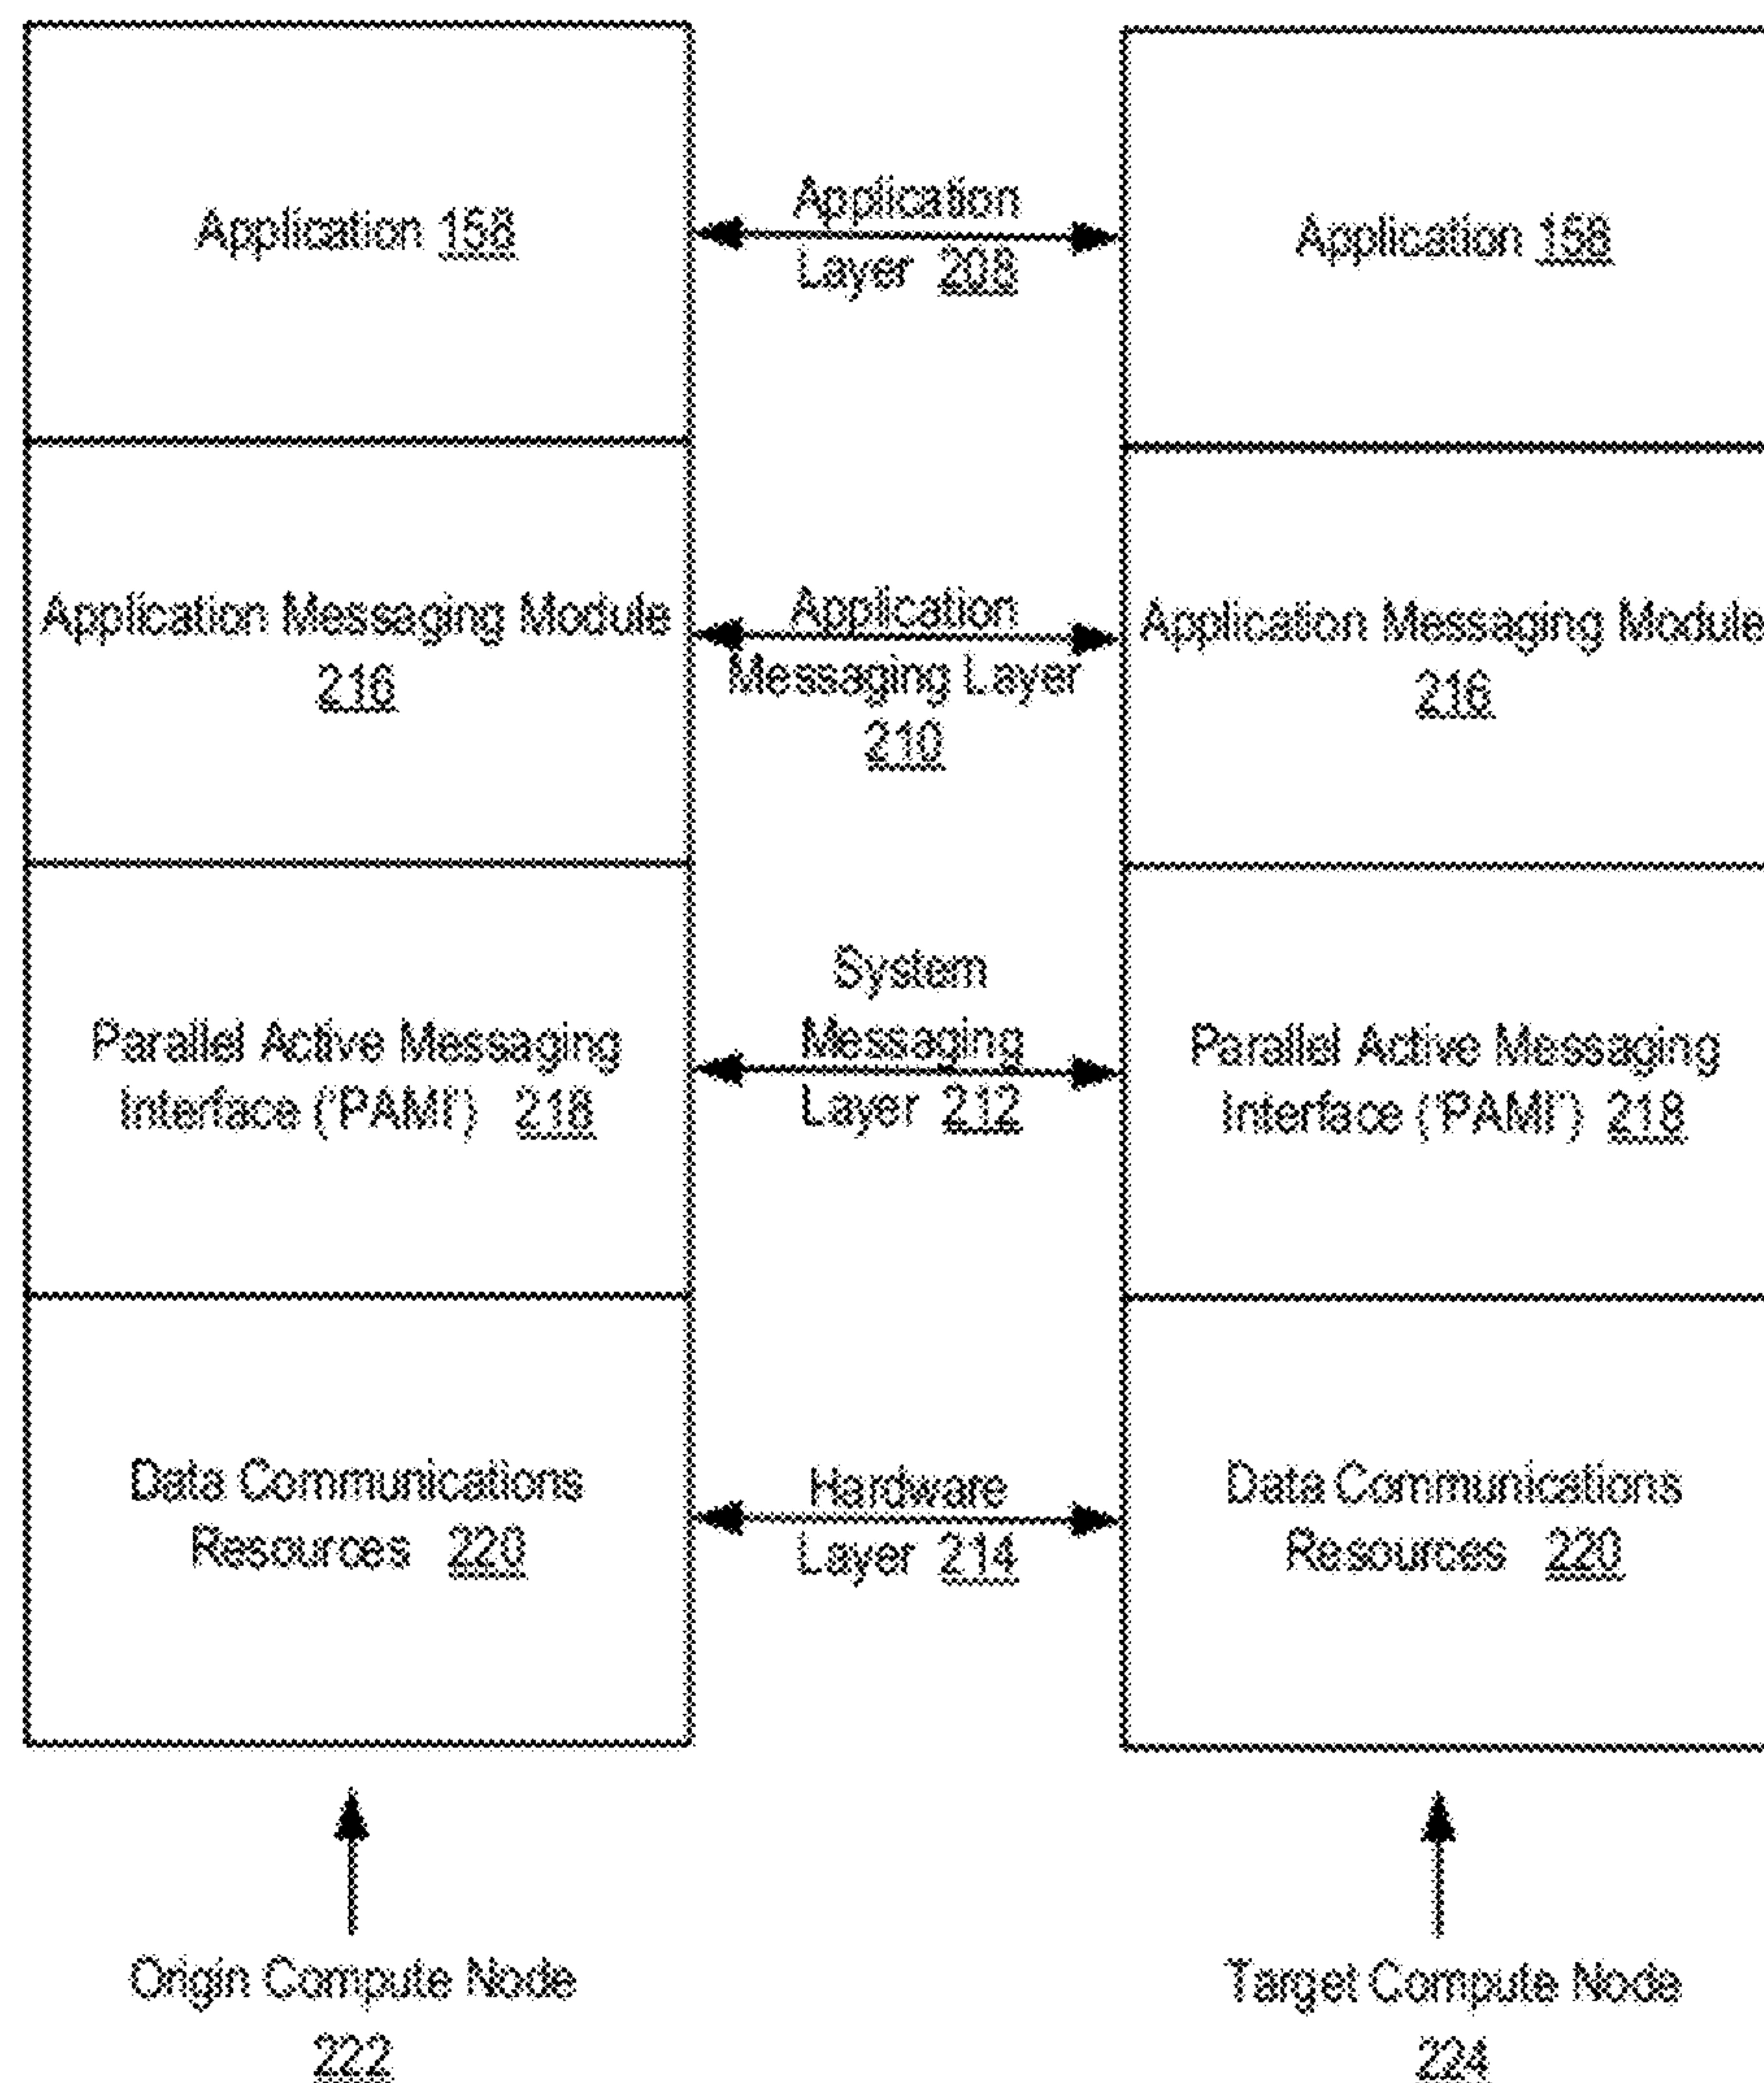 Application 158
Application
Layer 208
Application 158
Application Messaging Module
216
Application
Messaging Layer
210
Application Messaging Module
216
Parallel Active Messaging
Interface ('PAMI') 218
System
Messaging
Layer 212
Parallel Active Messaging
Interface ('PAMI') 218
Data Communications
Resources 220
Hardware
Layer 214
Data Communications
Resources 220
Origin Compute Node
222
Target Compute Node
224